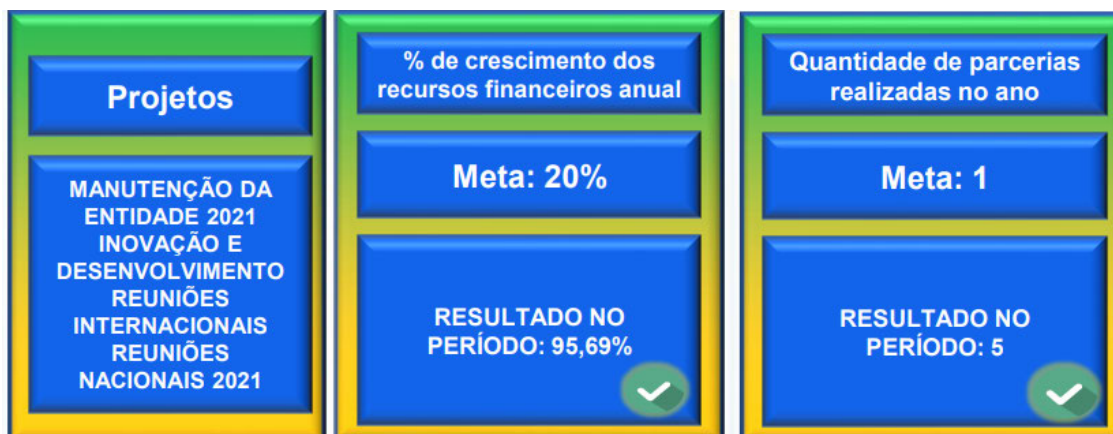 Projetos
MANUTENÇÃO DA
ENTIDADE 2021
INOVAÇÃO E
DESENVOLVIMENTO
REUNIÕES
INTERNACIONAIS
REUNIÕES
NACIONAIS 2021
% de crescimento dos
recursos financeiros anual
Meta: 20%
RESULTADO NO
PERÍODO: 95,69%
Quantidade de parcerias
realizadas no ano
Meta: 1
RESULTADO NO
PERÍODO: 5